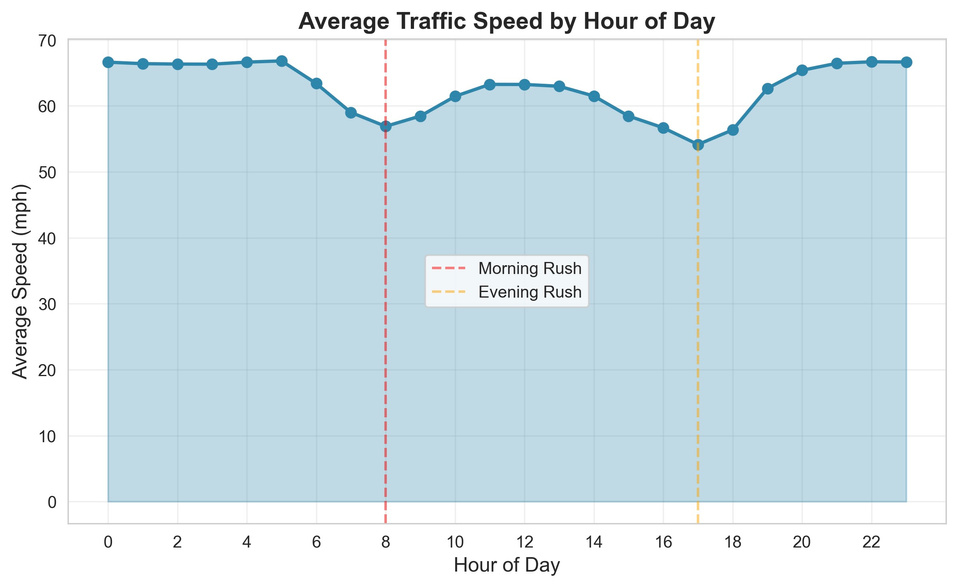 Average Traffic Speed by Hour of Day
70
60
50
40
30
20
10
0
Average Speed (mph)
Morning Rush
Evening Rush
0 2 4 6 8 10 12 14 16 18 20 22
Hour of Day